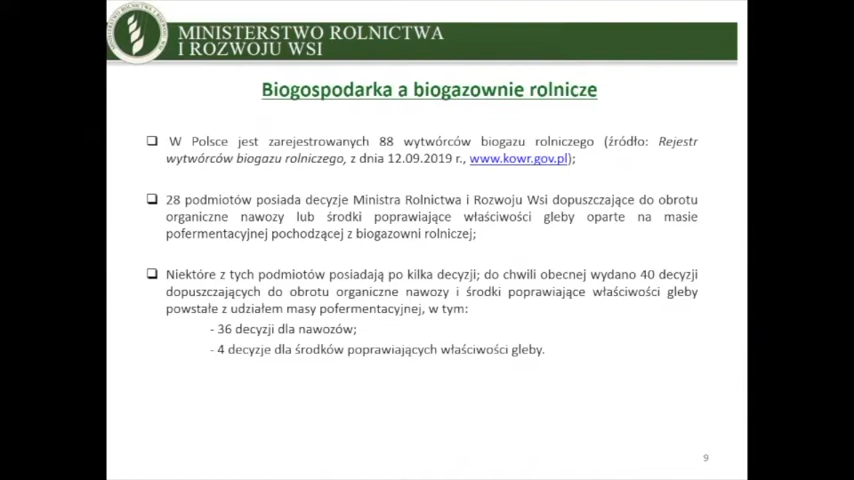 MINISTERSTWO ROLNICTWA
I ROZWOJU WSI
Biogospodarka a biogazownie rolnicze
❑ W Polsce jest zarejestrowanych 88 wytwórców biogazu rolniczego (źródło: Rejestr
wytwórców biogazu rolniczego, z dnia 12.09.2019 r., www.kowr.gov.pl);
❑ 28 podmiotów posiada decyzje Ministra Rolnictwa i Rozwoju Wsi dopuszczające do obrotu
organiczne nawozy lub środki poprawiające właściwości gleby oparte na masie
pofermentacyjnej pochodzącej z biogazowni rolniczej;
❑ Niektóre z tych podmiotów posiadają po kilka decyzji; do chwili obecnej wydano 40 decyzji
dopuszczających do obrotu organiczne nawozy i środki poprawiające właściwości gleby
powstałe z udziałem masy pofermentacyjnej, w tym:
- 36 decyzji dla nawozów;
- 4 decyzje dla środków poprawiających właściwości gleby.
9